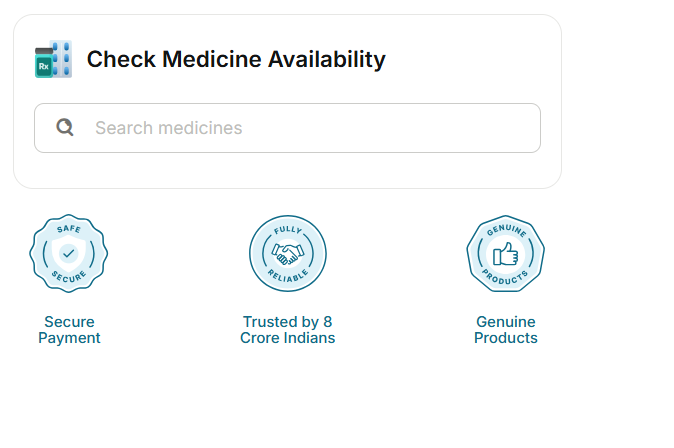 Rx
Check Medicine Availability
Search medicines
SAFE
SECURE
FULLY
RELIABLE
GENUINE
PRODUCTS
Secure
Payment
Trusted by 8
Crore Indians
Genuine
Products